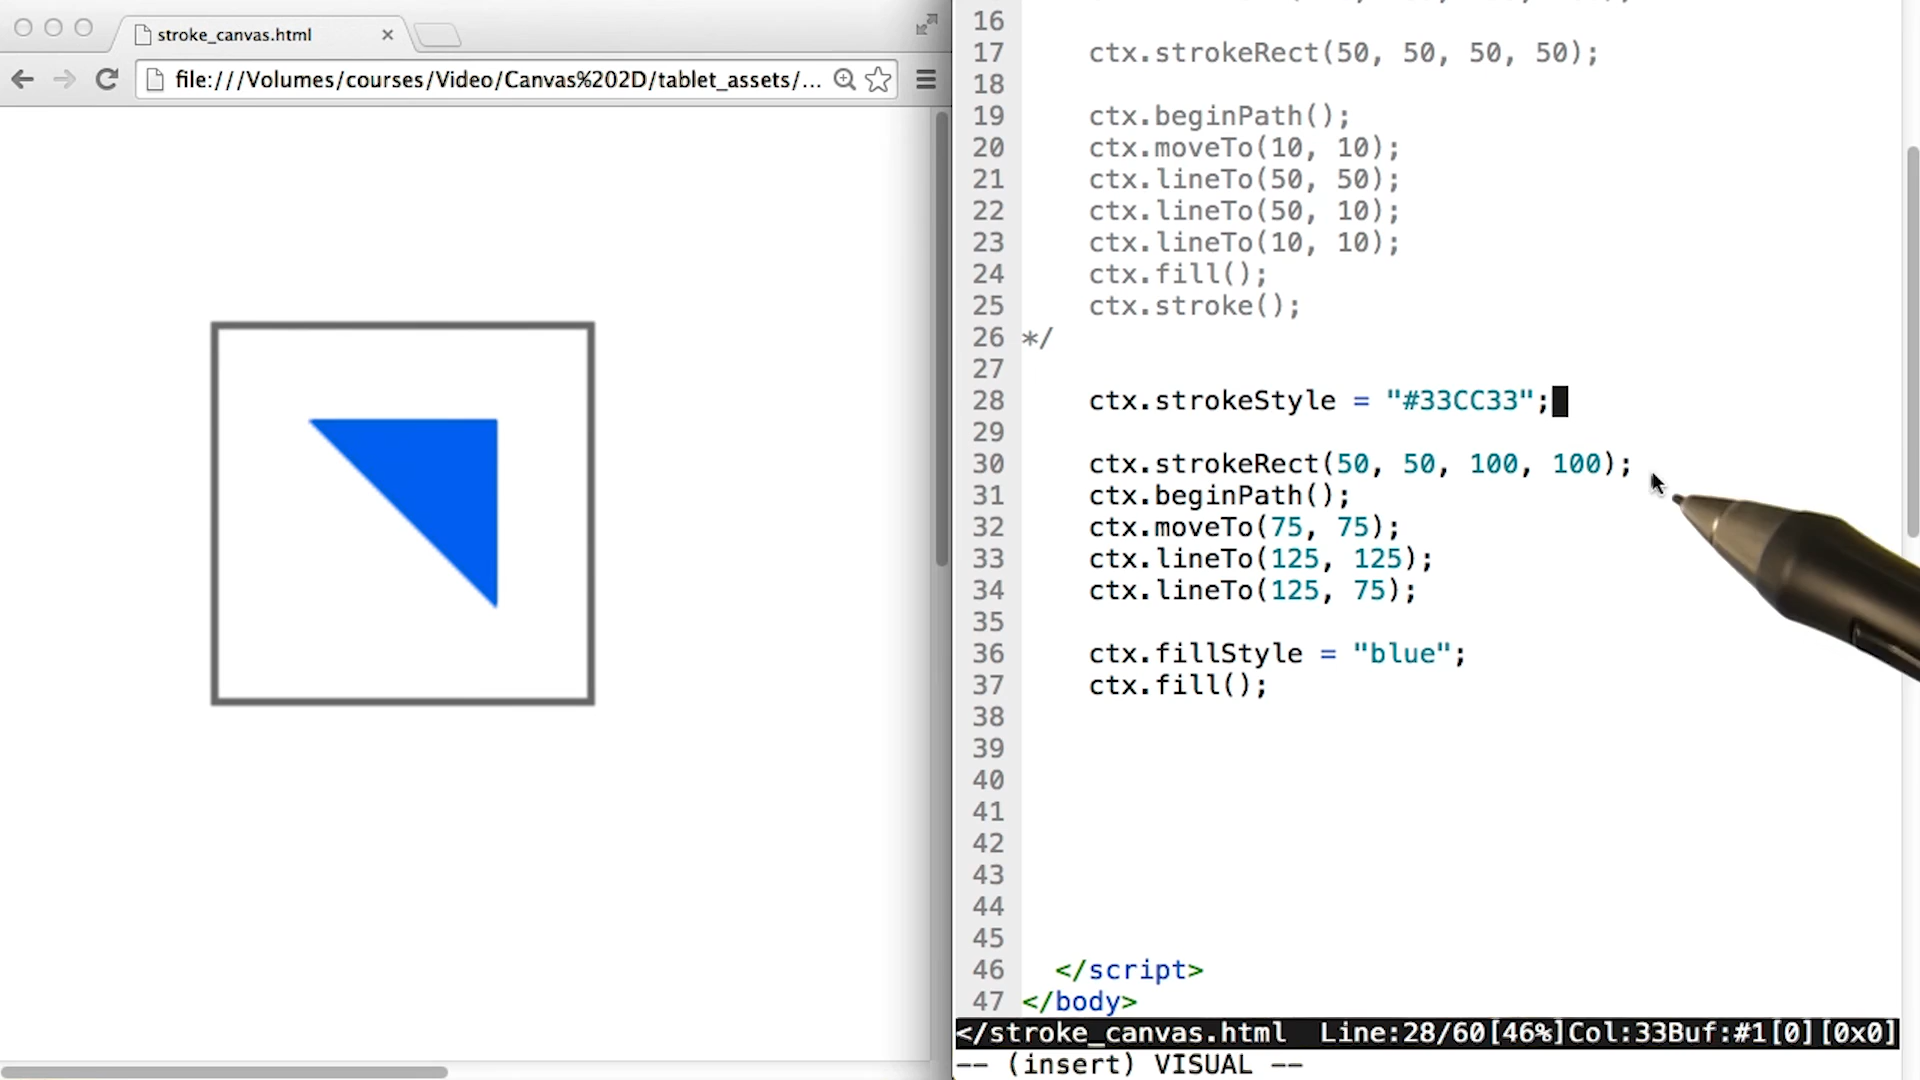 stroke_canvas.html
file:///Volumes/courses/Video/Canvas%202D/tablet_assets/...
16
17 ctx.strokeRect(50, 50, 50, 50);
18
19 ctx.beginPath();
20 ctx.moveTo(10, 10);
21 ctx.lineTo(50, 50);
22 ctx.lineTo(50, 10);
23 ctx.lineTo(10, 10);
24 ctx.fill();
25 ctx.stroke();
26 */
27
28 ctx.strokeStyle = "#33CC33";
29
30 ctx.strokeRect(50, 50, 100, 100);
31 ctx.beginPath();
32 ctx.moveTo(75, 75);
33 ctx.lineTo(125, 125);
34 ctx.lineTo(125, 75);
35
36 ctx.fillStyle = "blue";
37 ctx.fill();
38
39
40
41
42
43
44
45
46 </script>
47 </body>
</stroke_canvas.html Line:28/60[46%]Col:33Buf:#1[0][0x0]
-- (insert) VISUAL --